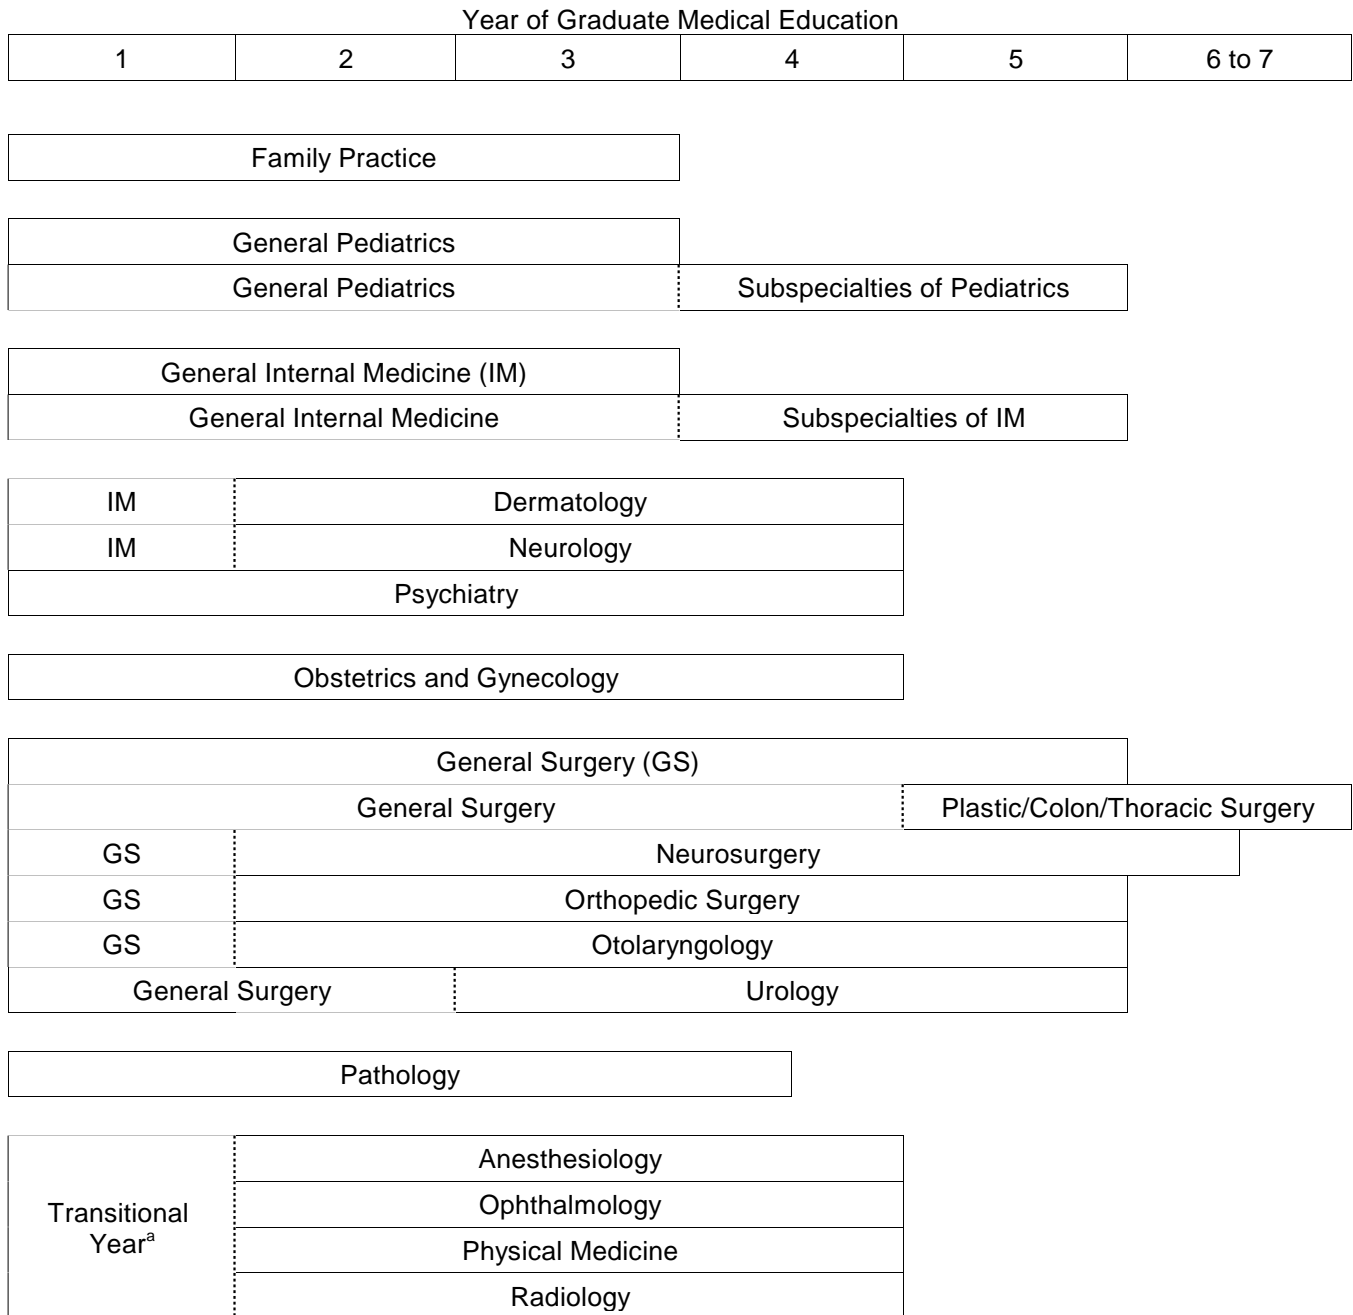 Year of Graduate Medical Education
1 2 3 4 5 6 to 7
Family Practice
General Pediatrics
General Pediatrics Subspecialties of Pediatrics
General Internal Medicine (IM)
General Internal Medicine Subspecialties of IM
IM Dermatology
IM Neurology
Psychiatry
Obstetrics and Gynecology
General Surgery (GS)
General Surgery Plastic/Colon/Thoracic Surgery
GS Neurosurgery
GS Orthopedic Surgery
GS Otolaryngology
General Surgery Urology
Pathology
Transitional
Yearᵃ
Anesthesiology
Ophthalmology
Physical Medicine
Radiology